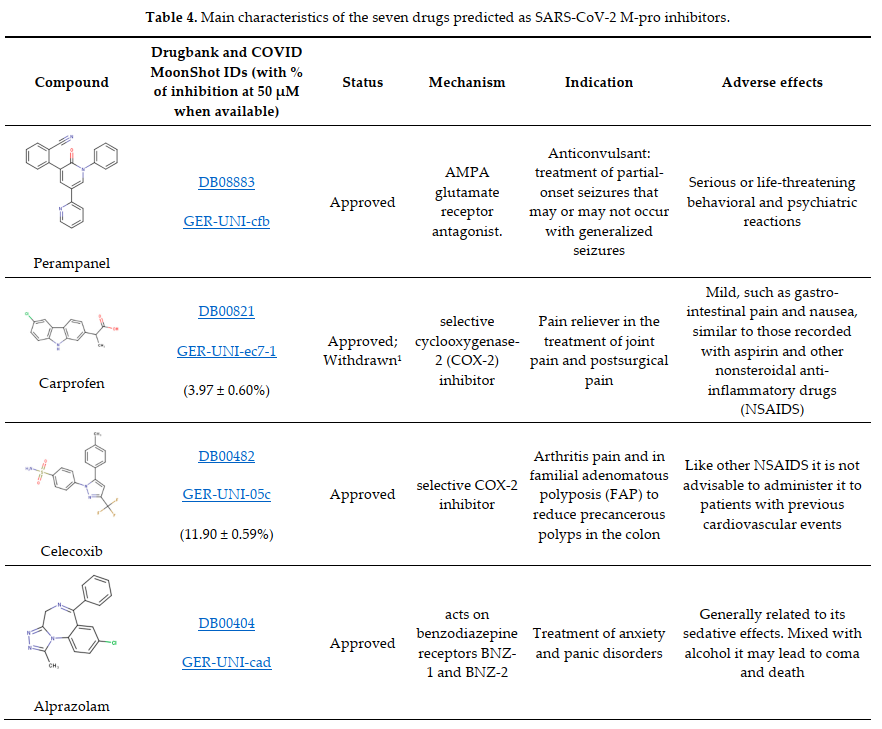 Table 4. Main characteristics of the seven drugs predicted as SARS-CoV-2 M-pro inhibitors.
Compound
Drugbank and COVID
MoonShot IDs (with %
of inhibition at 50 μM
when available)
Status
Mechanism
Indication
Adverse effects
Perampanel
DB08883
GER-UNI-cfb
Approved
AMPA
glutamate
receptor
antagonist.
Anticonvulsant:
treatment of partial-
onset seizures that
may or may not occur
with generalized
seizures
Serious or life-threatening
behavioral and psychiatric
reactions
Carprofen
DB00821
GER-UNI-ec7-1
(3.97 ± 0.60%)
Approved;
Withdrawn¹
selective
cyclooxygenase-
2 (COX-2)
inhibitor
Pain reliever in the
treatment of joint
pain and postsurgical
pain
Mild, such as gastro-
intestinal pain and nausea,
similar to those recorded
with aspirin and other
nonsteroidal anti-
inflammatory drugs
(NSAIDS)
Celecoxib
DB00482
GER-UNI-05c
(11.90 ± 0.59%)
Approved
selective COX-2
inhibitor
Arthritis pain and in
familial adenomatous
polyposis (FAP) to
reduce precancerous
polyps in the colon
Like other NSAIDS it is not
advisable to administer it to
patients with previous
cardiovascular events
Alprazolam
DB00404
GER-UNI-cad
Approved
acts on
benzodiazepine
receptors BNZ-
1 and BNZ-2
Treatment of anxiety
and panic disorders
Generally related to its
sedative effects. Mixed with
alcohol it may lead to coma
and death